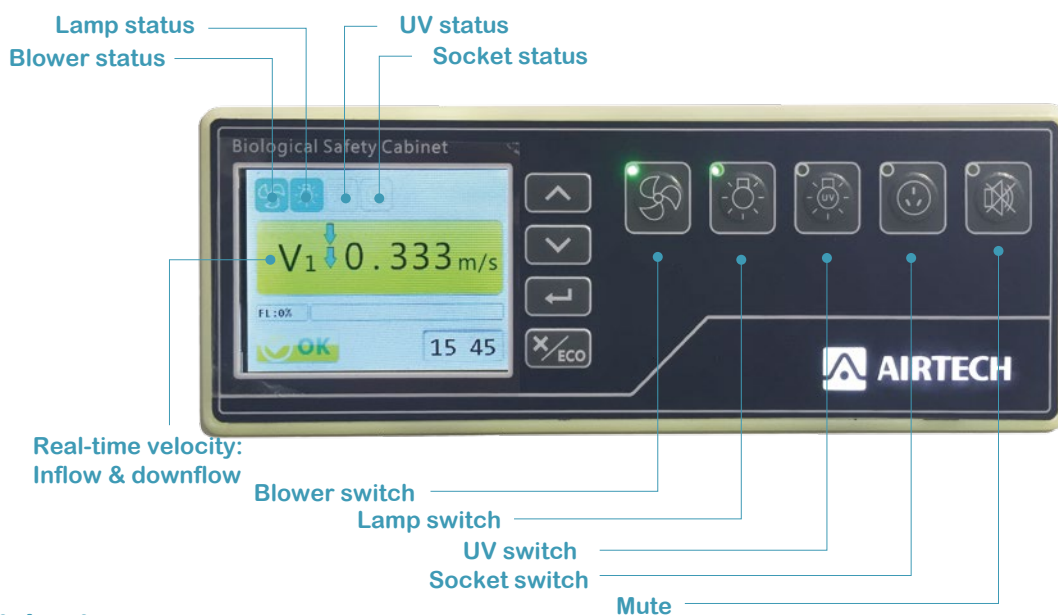 Lamp status
UV status
Blower status
Socket status
Biological Safety Cabinet
V1 0.333 m/s
FL:0%
OK
15 45
X/ECO
UV
AIRTECH
Real-time velocity:
Inflow & downflow
Blower switch
Lamp switch
UV switch
Socket switch
Mute